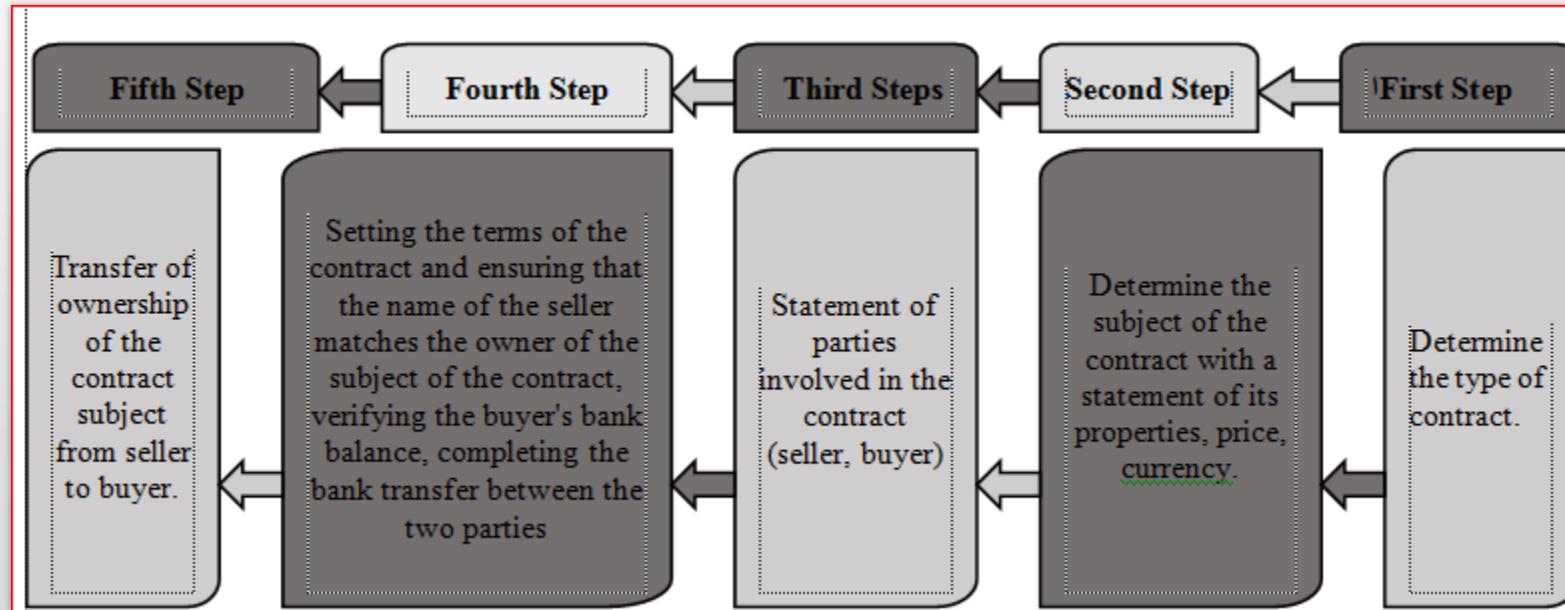 Fifth Step
Fourth Step
Third Steps
Second Step
First Step
Transfer of
ownership
of the
contract
subject
from seller
to buyer.
Setting the terms of the
contract and ensuring that
the name of the seller
matches the owner of the
subject of the contract,
verifying the buyer's bank
balance, completing the
bank transfer between the
two parties
Statement of
parties
involved in the
contract
(seller, buyer)
Determine the
subject of the
contract with a
statement of its
properties, price,
currency.
Determine
the type of
contract.